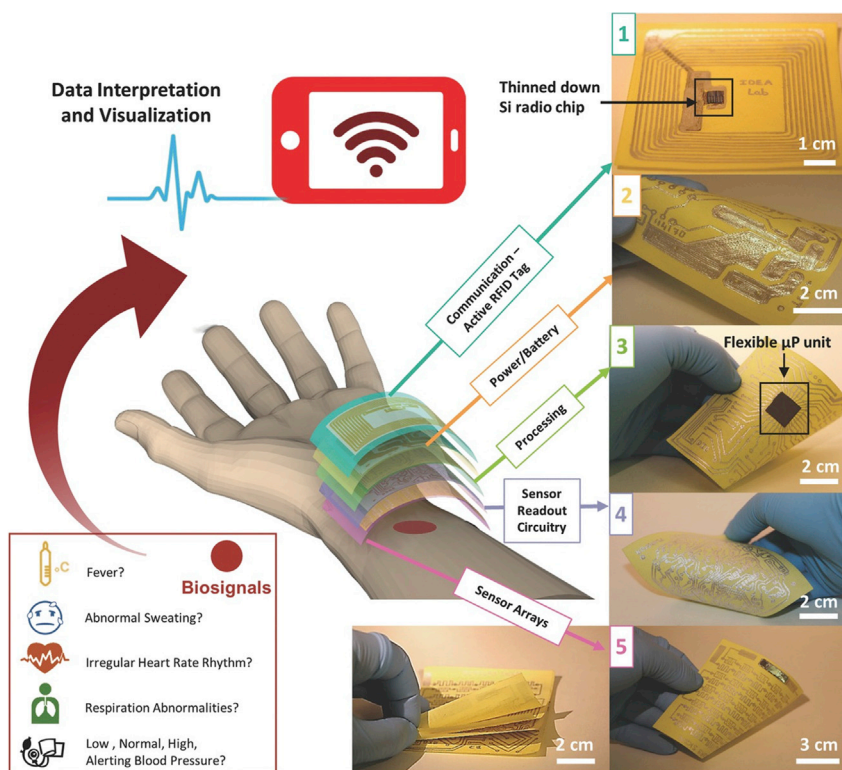 Data Interpretation
and Visualization
Thinned down
Si radio chip
1
IDEA
Lab
1 cm
2
2 cm
Communication –
Active RFID Tag
Power/Battery
Processing
Sensor
Readout
Circuitry
Sensor Arrays
3
Flexible µP unit
2 cm
4
2 cm
5
3 cm
2 cm
Biosignals
°C
Fever?
Abnormal Sweating?
Irregular Heart Rate Rhythm?
Respiration Abnormalities?
Low , Normal, High,
Alerting Blood Pressure?